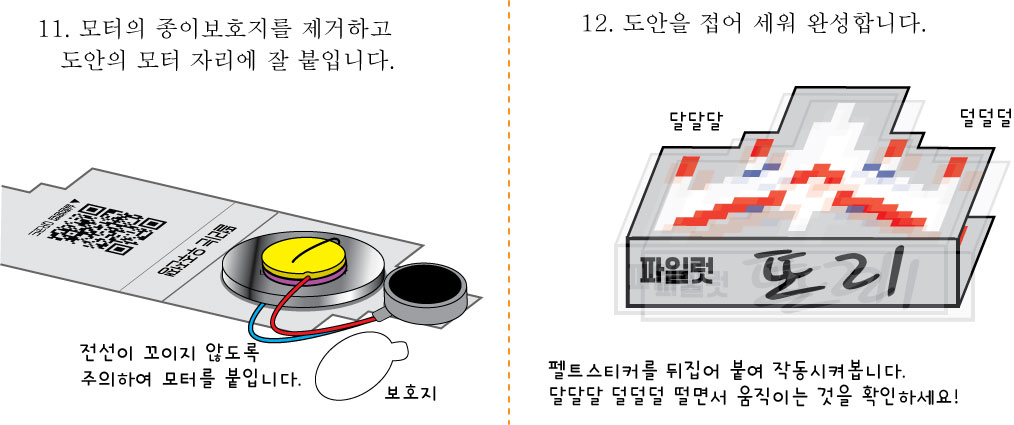 11. 모터의 종이보호지를 제거하고
도안의 모터 자리에 잘 붙입니다.
전선이 꼬이지 않도록
주의하여 모터를 붙입니다.
보호지
12. 도안을 접어 세워 완성합니다.
달달달
덜덜덜
파일럿 또리
펠트스티커를 뒤집어 붙여 작동시켜봅니다.
달달달 덜덜덜 떨면서 움직이는 것을 확인하세요!